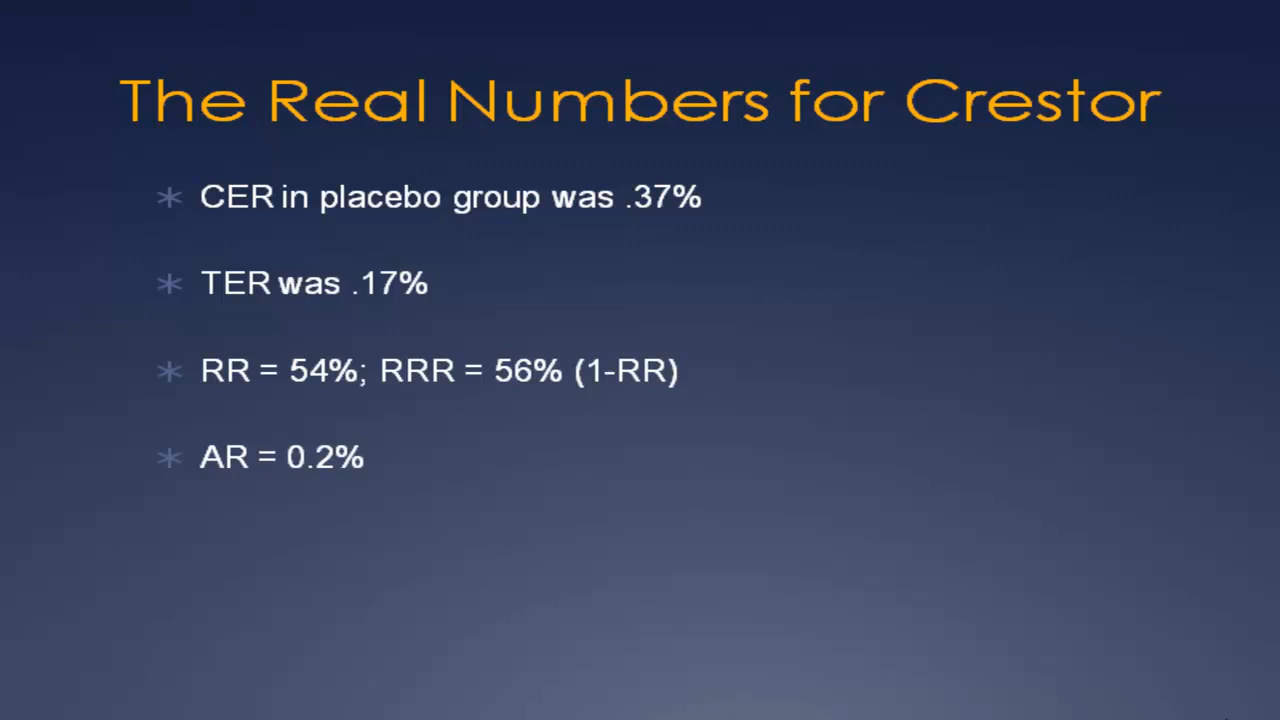 The Real Numbers for Crestor
CER in placebo group was .37%
TER was .17%
RR = 54%; RRR = 56% (1-RR)
AR = 0.2%